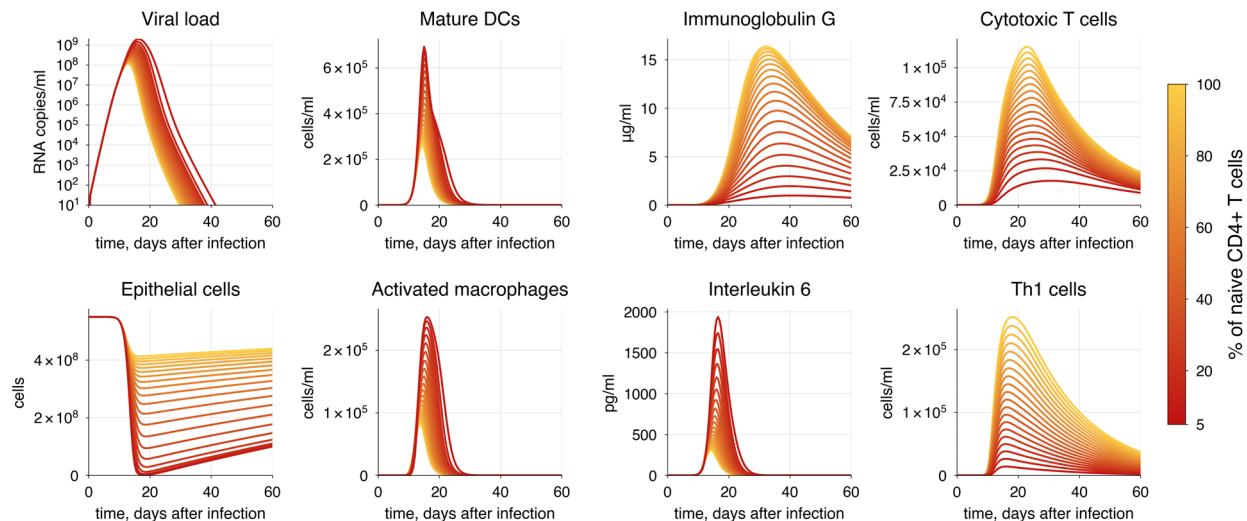 Viral load
RNA copies/ml
10⁹
10⁸
10⁷
10⁶
10⁵
10⁴
10³
10²
10¹
0 20 40 60
time, days after infection
Mature DCs
cells/ml
6 × 10⁵
4 × 10⁵
2 × 10⁵
0
0 20 40 60
time, days after infection
Immunoglobulin G
µg/ml
15
10
5
0
0 20 40 60
time, days after infection
Cytotoxic T cells
cells/ml
1 × 10⁵
7.5 × 10⁴
5 × 10⁴
2.5 × 10⁴
0
0 20 40 60
time, days after infection
Epithelial cells
cells
4 × 10⁸
2 × 10⁸
0
0 20 40 60
time, days after infection
Activated macrophages
cells/ml
2 × 10⁵
1 × 10⁵
0
0 20 40 60
time, days after infection
Interleukin 6
pg/ml
2000
1500
1000
500
0
0 20 40 60
time, days after infection
Th1 cells
cells/ml
2 × 10⁵
1 × 10⁵
0
0 20 40 60
time, days after infection
100
80
60
40
20
5
% of naive CD4+ T cells